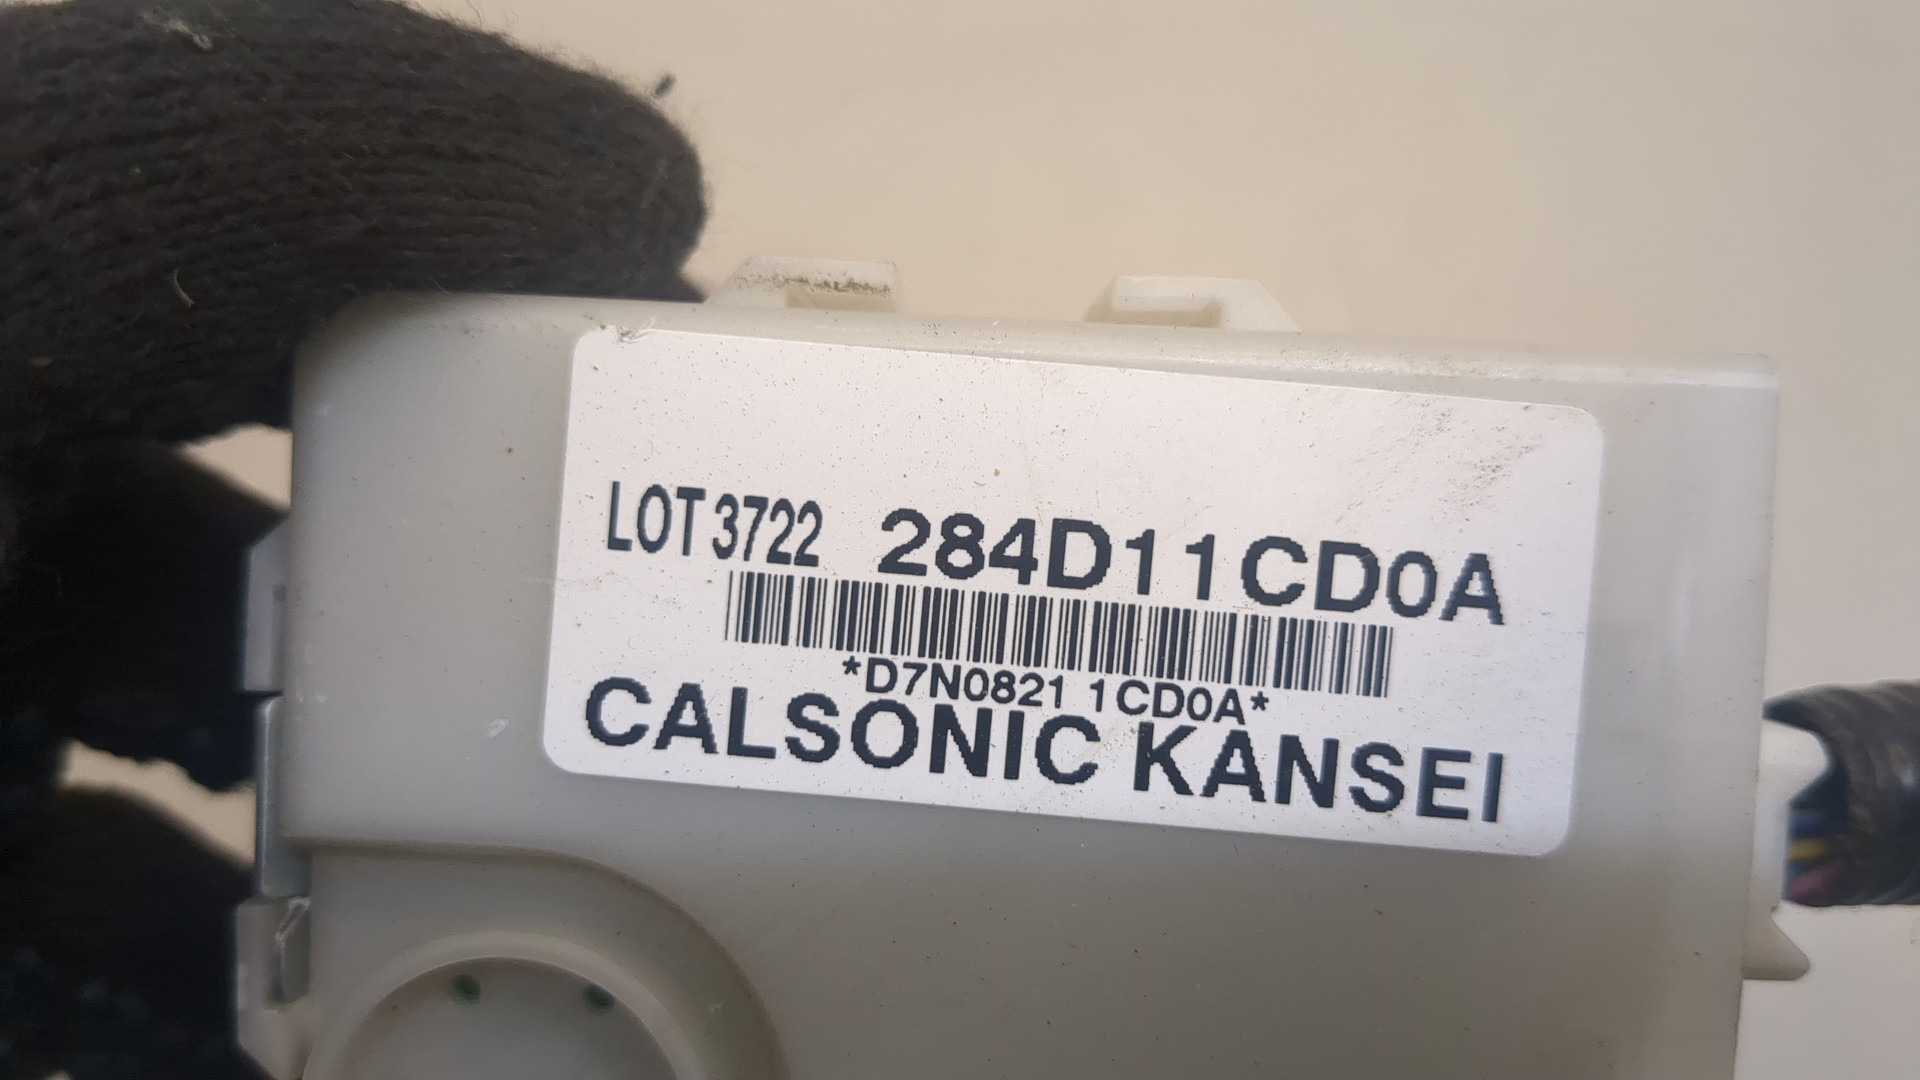 LOT 3722 284D11CD0A
*D7N0821 1CD0A*
CALSONIC KANSEI